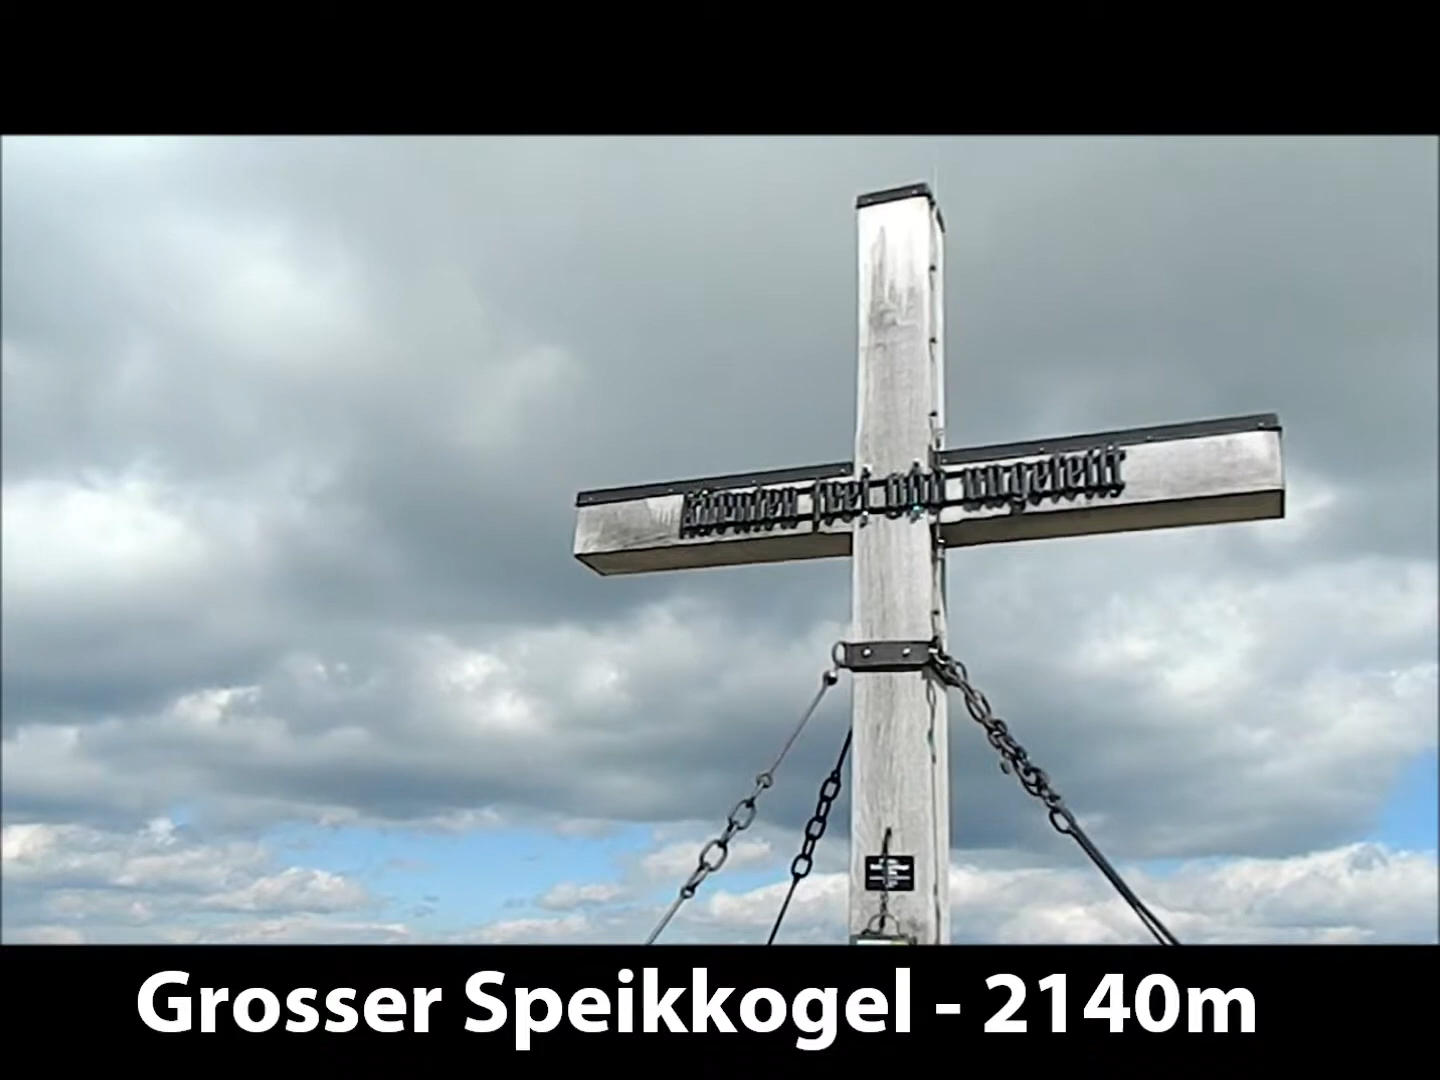 Kärnten frei und ungeteilt
Grosser Speikkogel - 2140m